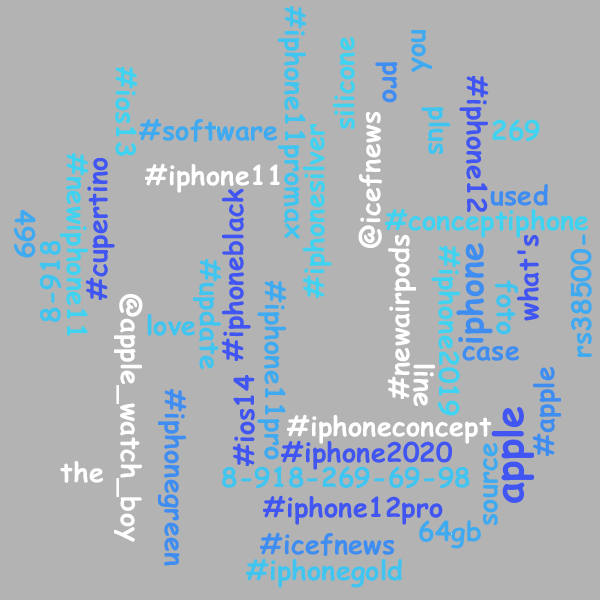 #iphone11promax
you
silicone
pro
#ios13
#iphone12
plus
@icefnews
#software
269
#iphonesilver
#newiphone11
#cupertino
#iphone11
used
#iphoneblack
499
#conceptiphone
rs38500-
#newairpods
what's
8-918
iphone
#iphone2019
#update
foto
#iphone11pro
@apple_watch_boy
love
case
line
#apple
#ios14
#iphonegreen
apple
#iphoneconcept
#iphone2020
source
the
8-918-269-69-98
#iphone12pro
64gb
#icefnews
#iphonegold